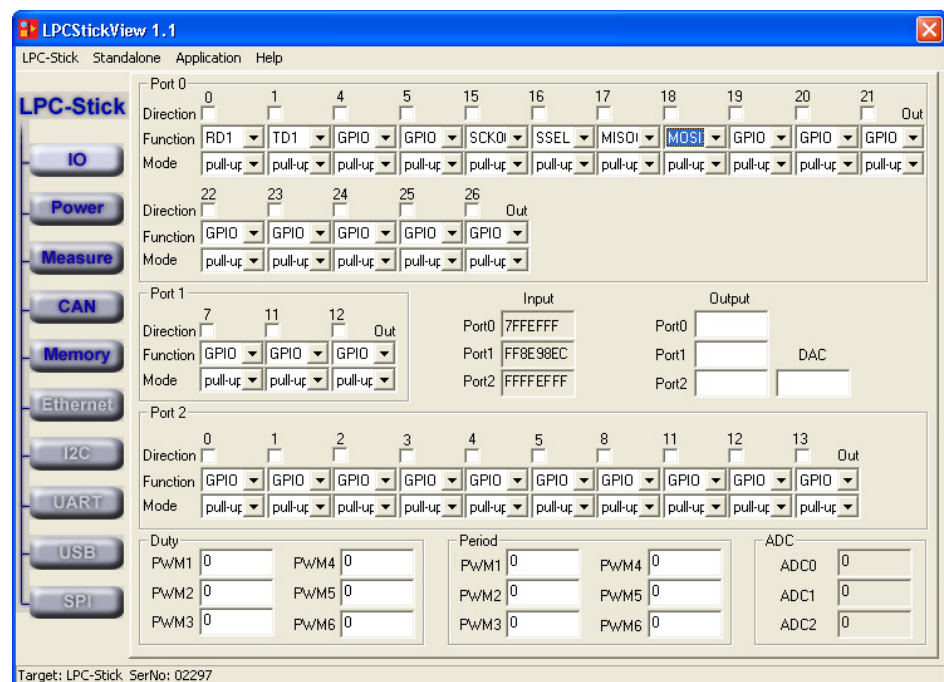 LPCStickView 1.1
LPC-Stick Standalone Application Help
LPC-Stick
IO
Power
Measure
CAN
Memory
Ethernet
I2C
UART
USB
SPI
Port 0
0 1 4 5 15 16 17 18 19 20 21
Direction Out
Function RD1 TD1 GPIO GPIO SCK0 SSEL MISO MOSI GPIO GPIO GPIO
Mode pull-up pull-up pull-up pull-up pull-up pull-up pull-up pull-up pull-up pull-up pull-up
22 23 24 25 26
Direction Out
Function GPIO GPIO GPIO GPIO GPIO
Mode pull-up pull-up pull-up pull-up pull-up
Port 1
7 11 12
Direction Out
Function GPIO GPIO GPIO
Mode pull-up pull-up pull-up
Input Output
Port0 7FFEFFF Port0
Port1 FF8E98EC Port1 DAC
Port2 FFFFEFFF Port2
Port 2
0 1 2 3 4 5 8 11 12 13
Direction Out
Function GPIO GPIO GPIO GPIO GPIO GPIO GPIO GPIO GPIO GPIO
Mode pull-up pull-up pull-up pull-up pull-up pull-up pull-up pull-up pull-up pull-up
Duty
PWM1 0 PWM4 0
PWM2 0 PWM5 0
PWM3 0 PWM6 0
Period
PWM1 0 PWM4 0
PWM2 0 PWM5 0
PWM3 0 PWM6 0
ADC
ADC0 0
ADC1 0
ADC2 0
Target: LPC-Stick SerNo: 02297